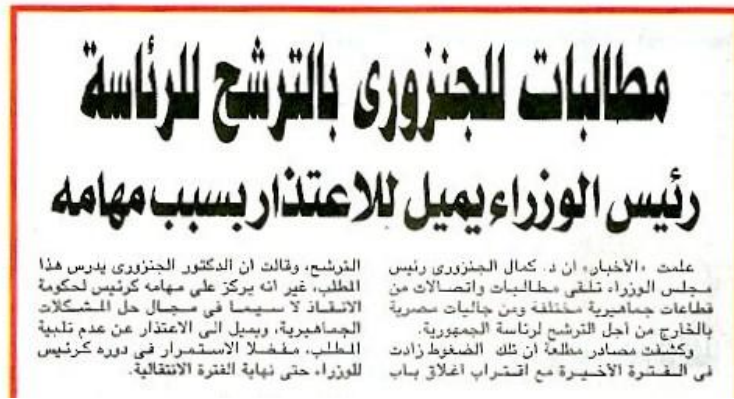 مطالبات للجنزورى بالترشح للرئاسة
رئيس الوزراء يميل للاعتذار بسبب مهامه
علمت «الأخبار» ان د. كمال الجنزورى رئيس
مجلس الوزراء تلقى مطالبات واتصالات من
قطاعات جماهيرية مختلفة ومن جاليات مصرية
بالخارج من أجل الترشح لرئاسة الجمهورية.
وكشفت مصادر مطلعة ان تلك الضغوط زادت
فى الفترة الأخيرة مع اقتراب اغلاق باب
الترشح، وقالت ان الدكتور الجنزورى يدرس هذا
المطلب، غير انه يركز على مهامه كرئيس لحكومة
الانقاذ لا سيما فى مجال حل المشكلات
الجماهيرية، ويميل الى الاعتذار عن عدم تلبية
المطلب، مفضلا الاستمرار فى دوره كرئيس
للوزراء حتى نهاية الفترة الانتقالية.